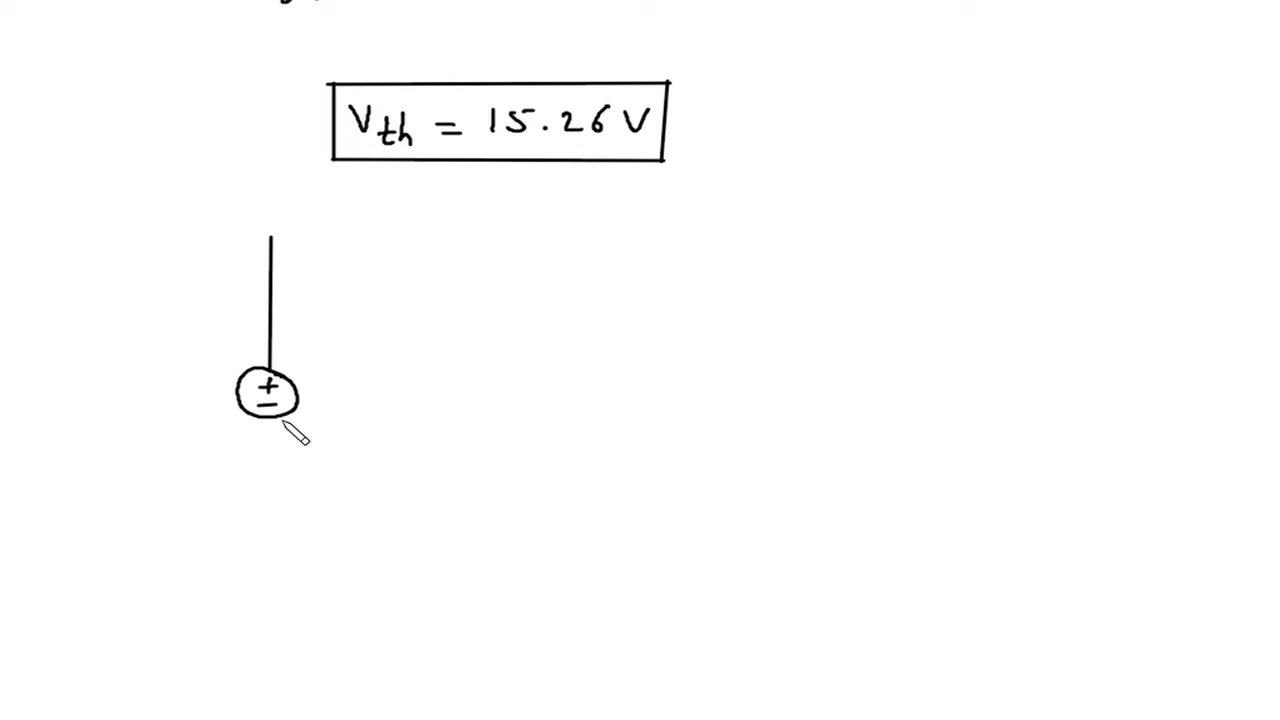 Vth = 15.26 V
+
−